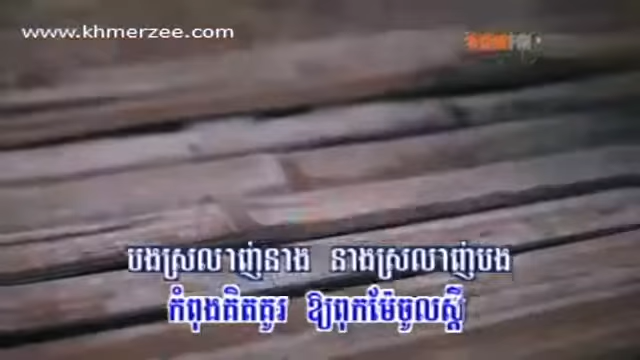 www.khmerzee.com
បងស្រលាញ់នាង នាងស្រលាញ់បង
កំពុងគិតគូរ ឱ្យពុកម៉ែចូលស្ដី